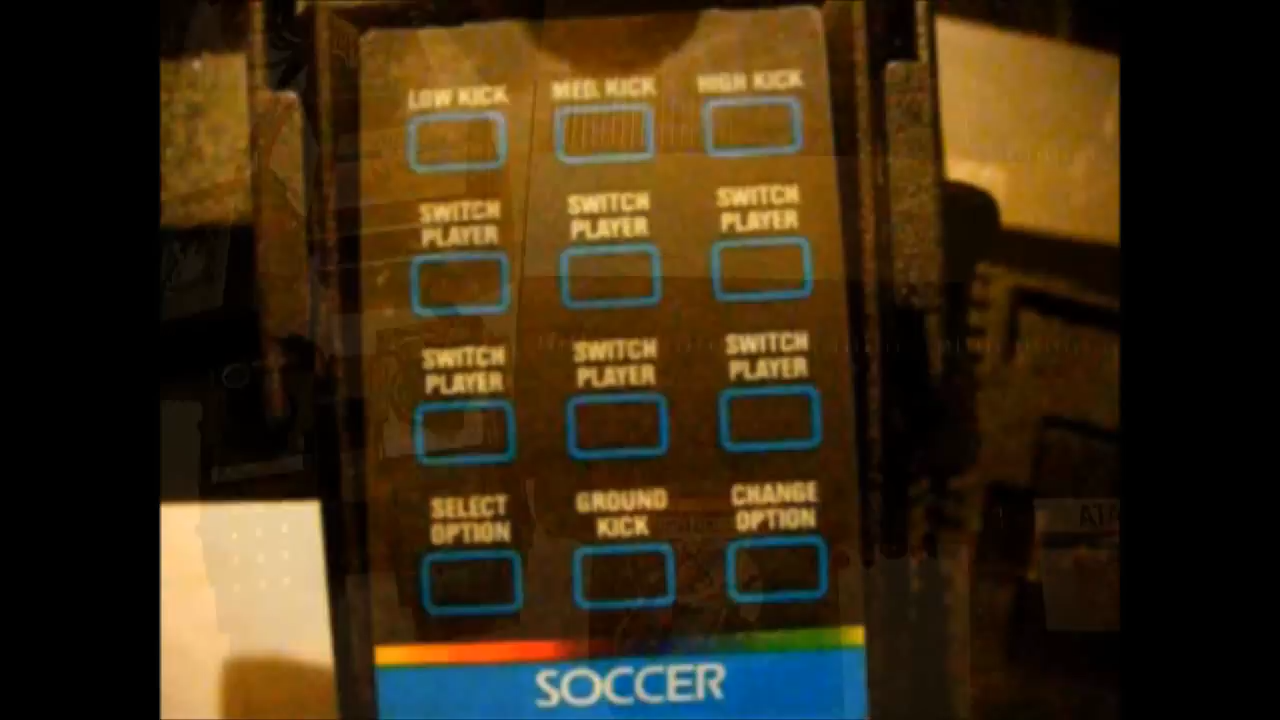 LOW KICK MED. KICK HIGH KICK
SWITCH SWITCH SWITCH
PLAYER PLAYER PLAYER
SWITCH SWITCH SWITCH
PLAYER PLAYER PLAYER
SELECT GROUND CHANGE
OPTION KICK OPTION
ATA
SOCCER